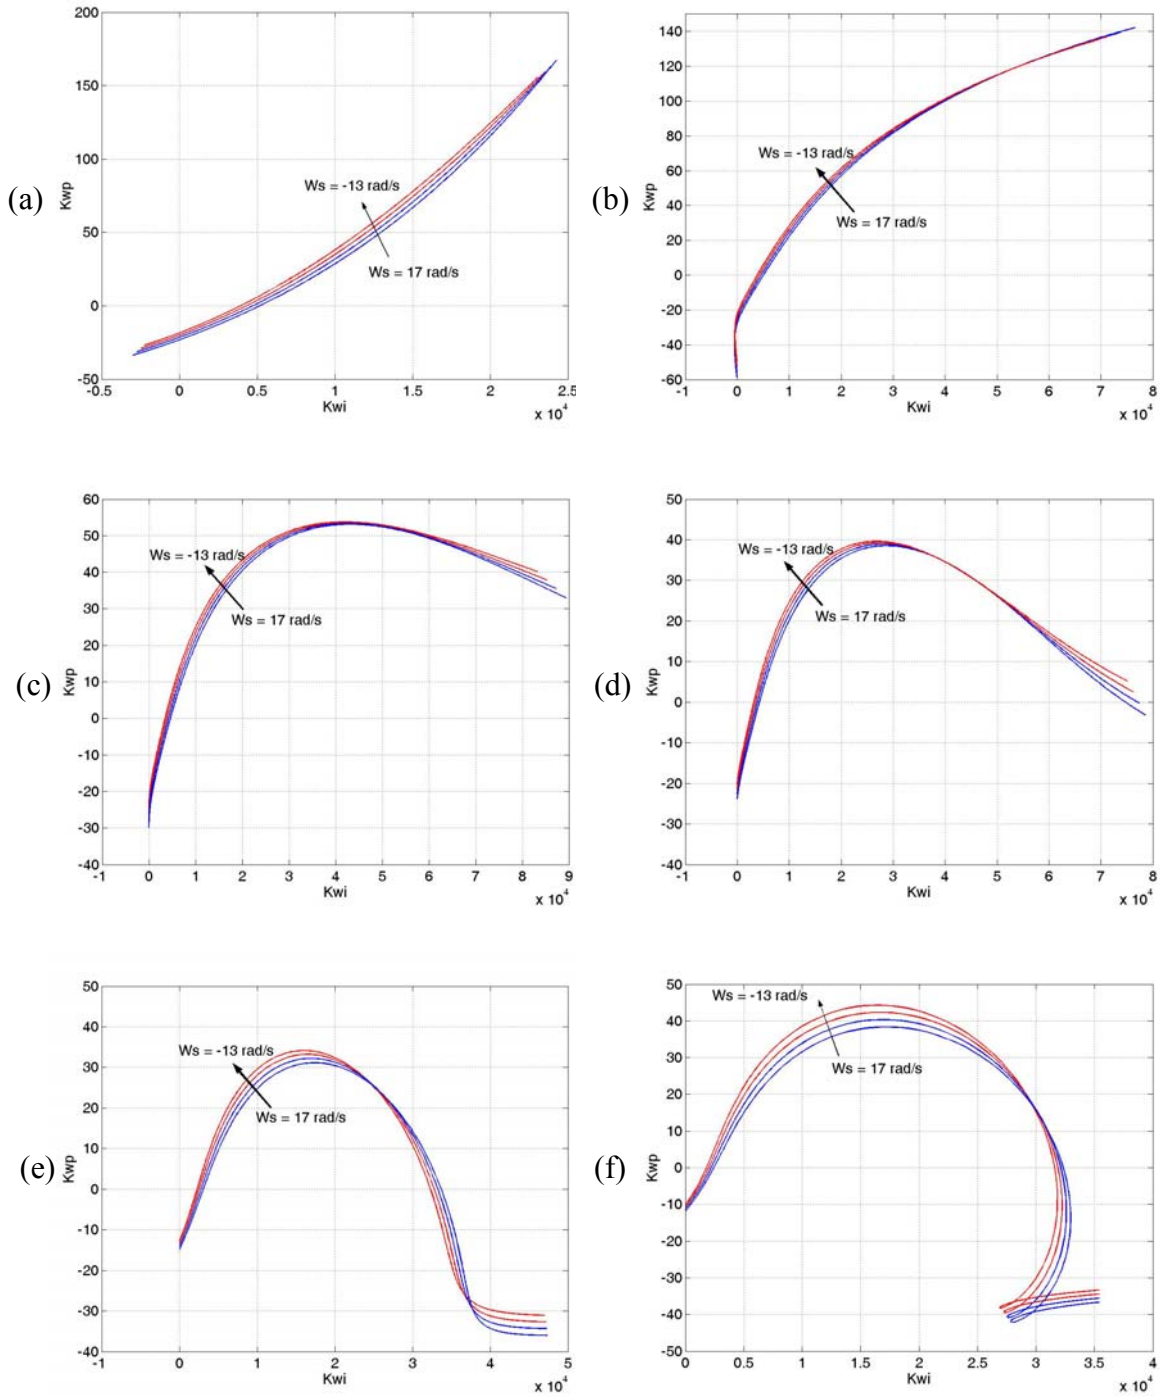 (a)
Kwp
200
150
100
50
0
-50
Ws = -13 rad/s
Ws = 17 rad/s
-0.5 0 0.5 1 1.5 2 2.5
Kwi
x 10^4
(b)
Kwp
140
120
100
80
60
40
20
0
-20
-40
-60
Ws = -13 rad/s
Ws = 17 rad/s
-1 0 1 2 3 4 5 6 7 8
Kwi
x 10^4
(c)
Kwp
60
50
40
30
20
10
0
-10
-20
-30
-40
Ws = -13 rad/s
Ws = 17 rad/s
-1 0 1 2 3 4 5 6 7 8 9
Kwi
x 10^4
(d)
Kwp
50
40
30
20
10
0
-10
-20
-30
-40
Ws = -13 rad/s
Ws = 17 rad/s
-1 0 1 2 3 4 5 6 7 8
Kwi
x 10^4
(e)
Kwp
50
40
30
20
10
0
-10
-20
-30
-40
Ws = -13 rad/s
Ws = 17 rad/s
-1 0 1 2 3 4 5
Kwi
x 10^4
(f)
Kwp
50
40
30
20
10
0
-10
-20
-30
-40
-50
Ws = -13 rad/s
Ws = 17 rad/s
0 0.5 1 1.5 2 2.5 3 3.5 4
Kwi
x 10^4